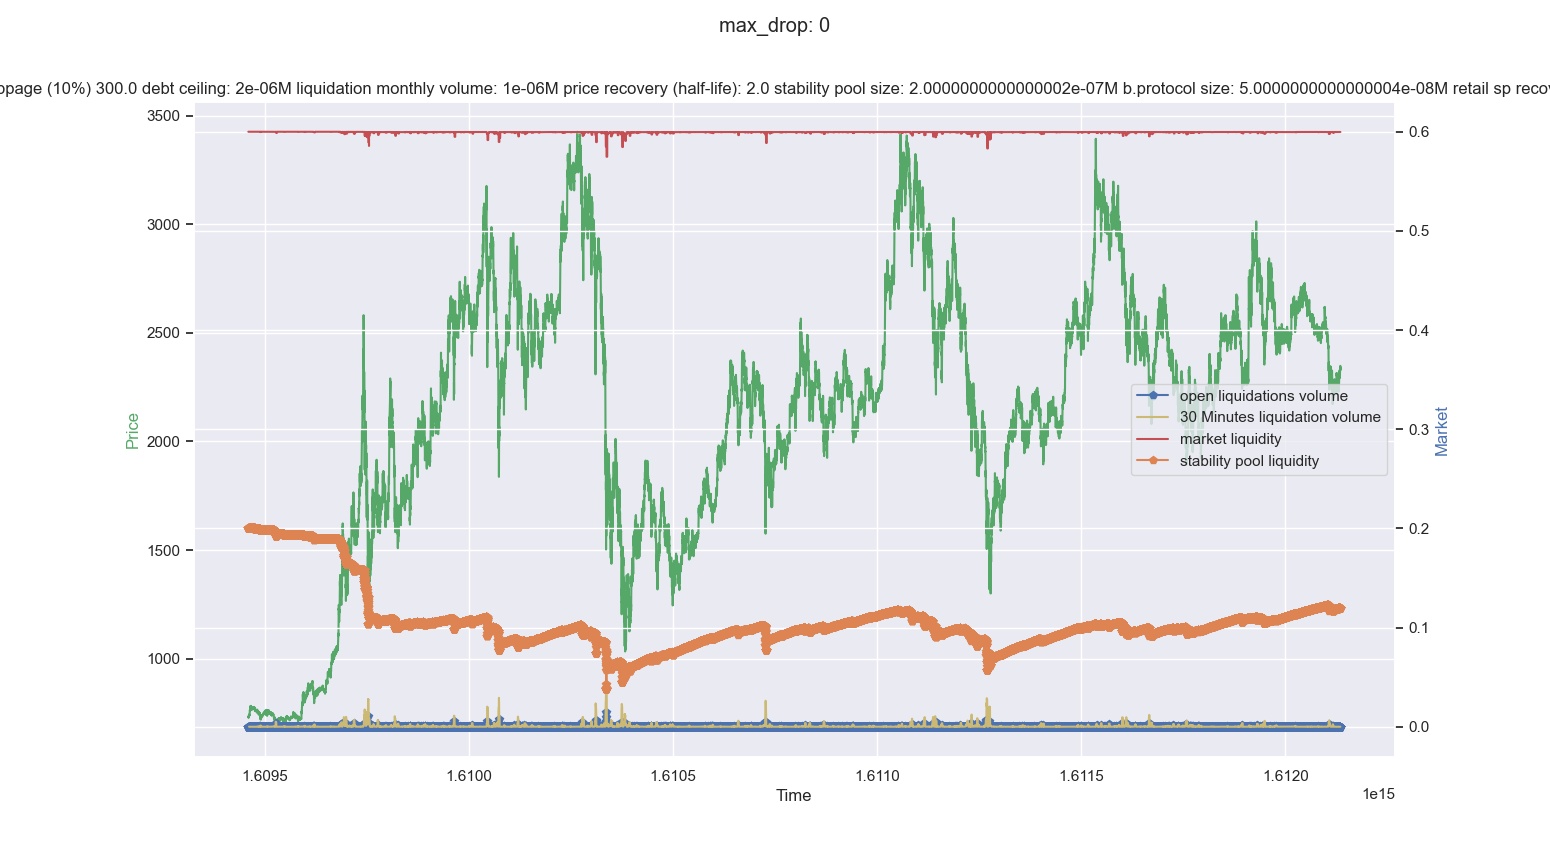 max_drop: 0
(10%) 300.0 debt ceiling: 2e-06M liquidation monthly volume: 1e-06M price recovery (half-life): 2.0 stability pool size: 2.0000000000000002e-07M b.protocol size: 5.0000000000000004e-08M retail sp
3500
3000
2500
2000
1500
1000
Price
0.6
0.5
0.4
0.3
0.2
0.1
0.0
Market
open liquidations volume
30 Minutes liquidation volume
market liquidity
stability pool liquidity
1.6095
1.6100
1.6105
1.6110
1.6115
1.6120
1e15
Time